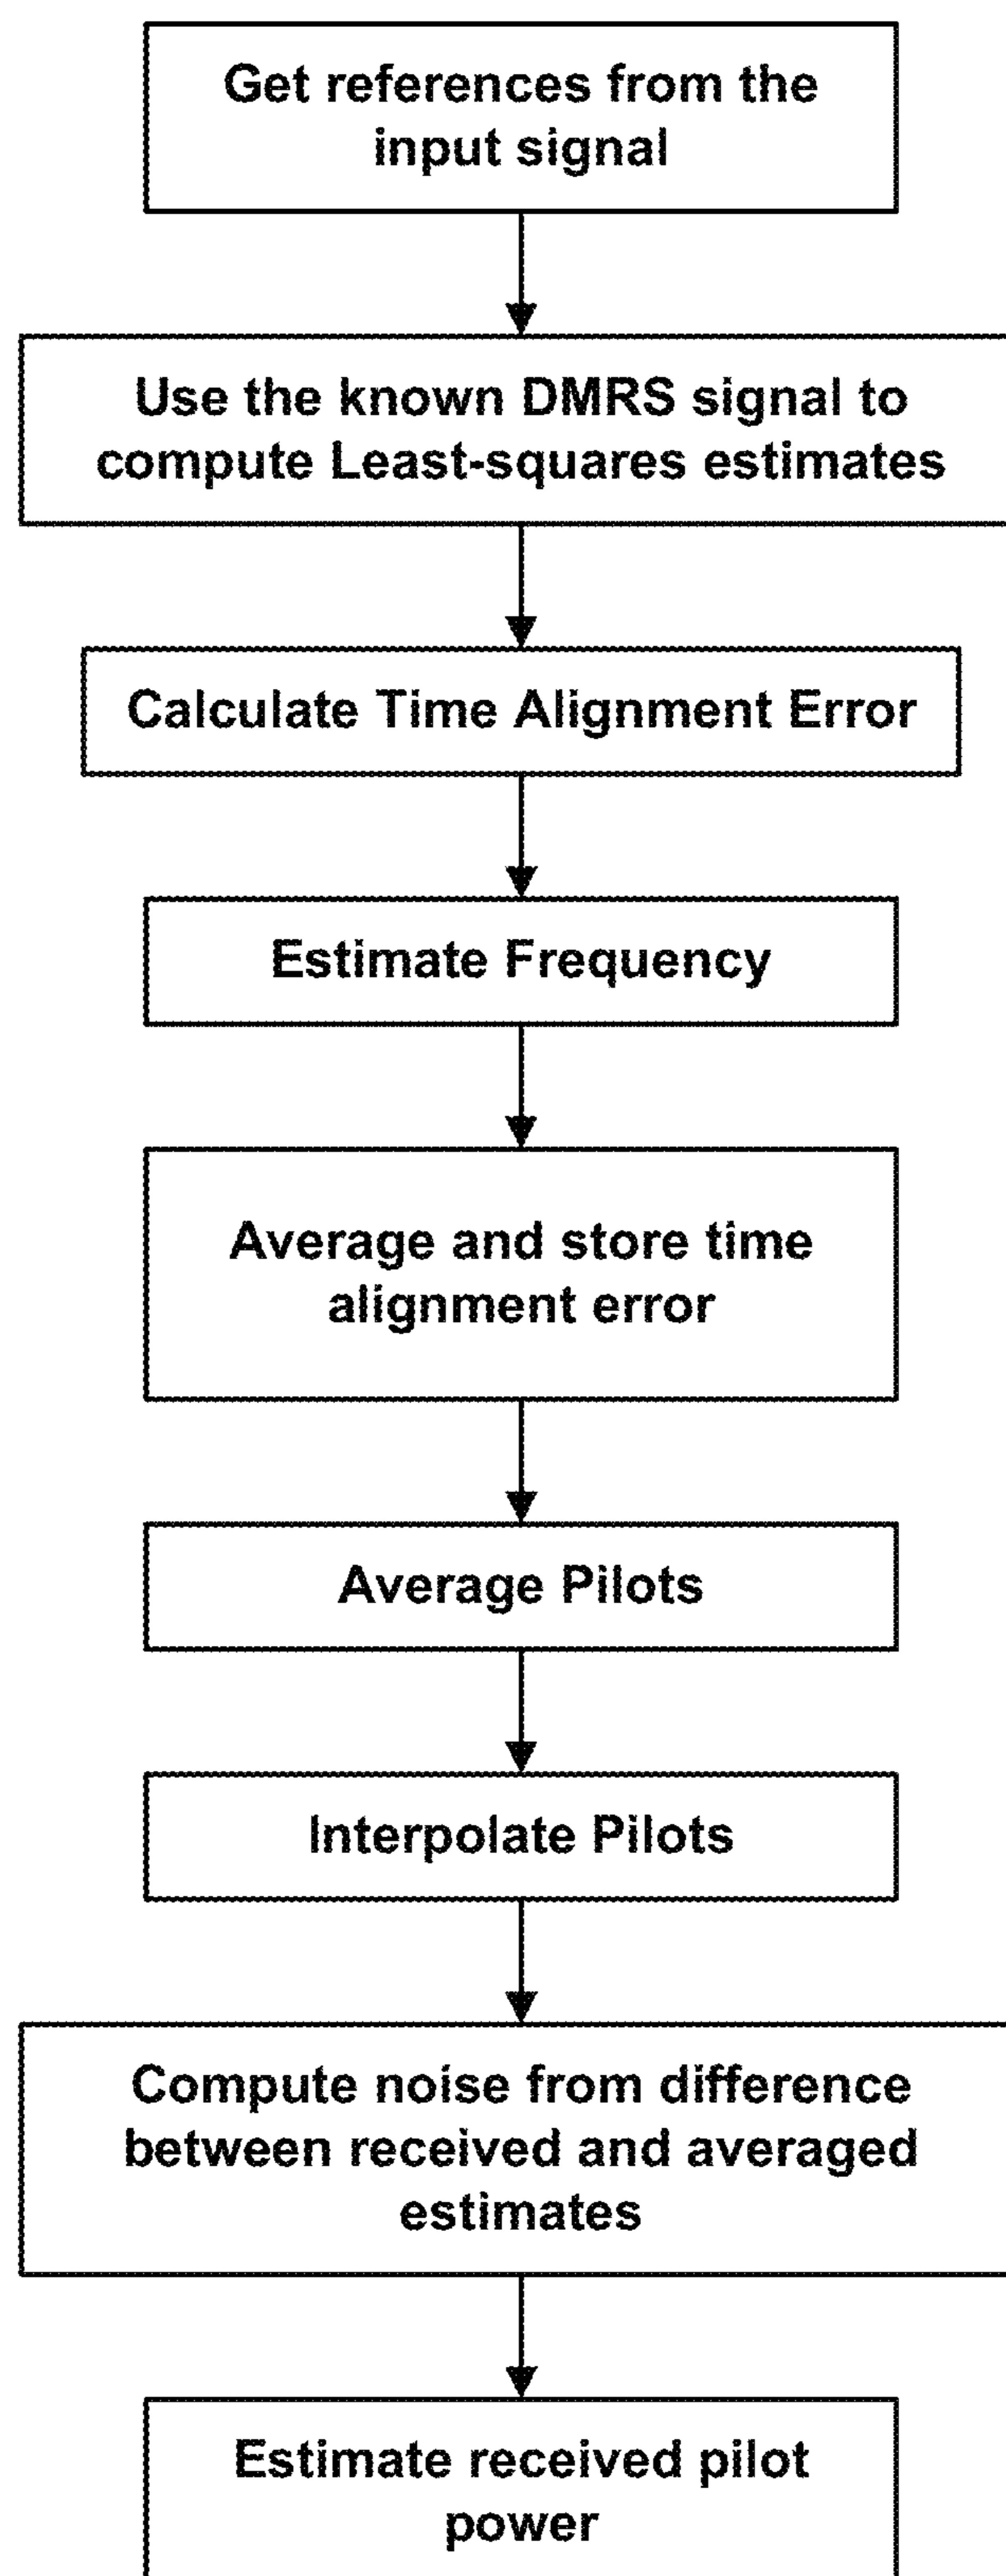 Get references from the
input signal
Use the known DMRS signal to
compute Least-squares estimates
Calculate Time Alignment Error
Estimate Frequency
Average and store time
alignment error
Average Pilots
Interpolate Pilots
Compute noise from difference
between received and averaged
estimates
Estimate received pilot
power